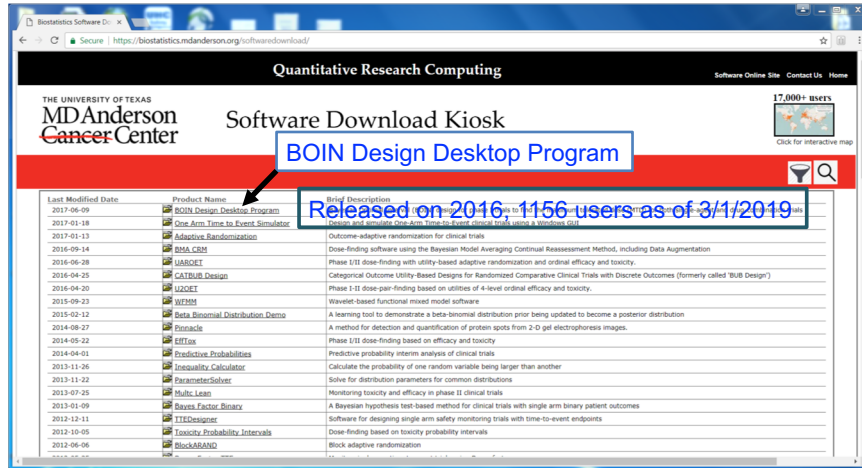 Biostatistics Software Do
Secure | https://biostatistics.mdanderson.org/softwaredownload/
Quantitative Research Computing
Software Online Site Contact Us Home
THE UNIVERSITY OF TEXAS
MD Anderson
Cancer Center
Software Download Kiosk
17,000+ users
Click for interactive map
BOIN Design Desktop Program
Released on 2016, 1156 users as of 3/1/2019
Last Modified Date Product Name Brief Description
2017-06-09 BOIN Design Desktop Program
2017-01-18 One Arm Time to Event Simulator Design and simulate One-Arm Time-to-Event clinical trials using a Windows GUI
2017-01-13 Adaptive Randomization Outcome-adaptive randomization for clinical trials
2016-09-14 BMA CRM Dose-finding software using the Bayesian Model Averaging Continual Reassessment Method, including Data Augmentation
2016-06-28 UAROET Phase I/II dose-finding with utility-based adaptive randomization and ordinal efficacy and toxicity.
2016-04-25 CATBUB Design Categorical Outcome Utility-Based Designs for Randomized Comparative Clinical Trials with Discrete Outcomes (formerly called 'BUB Design')
2016-04-20 U2OET Phase I-II dose-pair-finding based on utilities of 4-level ordinal efficacy and toxicity.
2015-09-23 WFMM Wavelet-based functional mixed model software
2015-02-12 Beta Binomial Distribution Demo A learning tool to demonstrate a beta-binomial distribution prior being updated to become a posterior distribution
2014-08-27 Pinnacle A method for detection and quantification of protein spots from 2-D gel electrophoresis images.
2014-05-22 EffTox Phase I/II dose-finding based on efficacy and toxicity
2014-04-01 Predictive Probabilities Predictive probability interim analysis of clinical trials
2013-11-26 Inequality Calculator Calculate the probability of one random variable being larger than another
2013-11-22 ParameterSolver Solve for distribution parameters for common distributions
2013-07-25 Multc Lean Monitoring toxicity and efficacy in phase II clinical trials
2013-01-09 Bayes Factor Binary A Bayesian hypothesis test-based method for clinical trials with single arm binary patient outcomes
2012-12-11 TTEDesigner Software for designing single arm safety monitoring trials with time-to-event endpoints
2012-10-05 Toxicity Probability Intervals Dose-finding based on toxicity probability intervals
2012-06-06 BlockARAND Block adaptive randomization